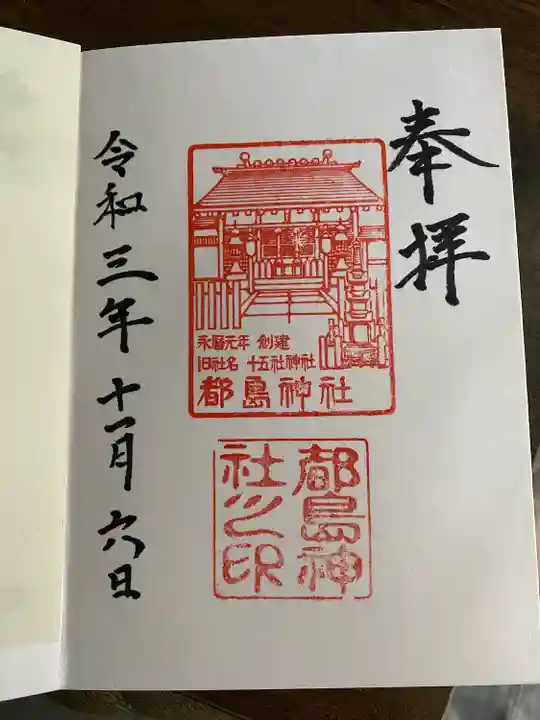 奉拝
永暦元年 創建
旧社名 十五社神社
都島神社
都島神
社之印
令和三年十一月六日